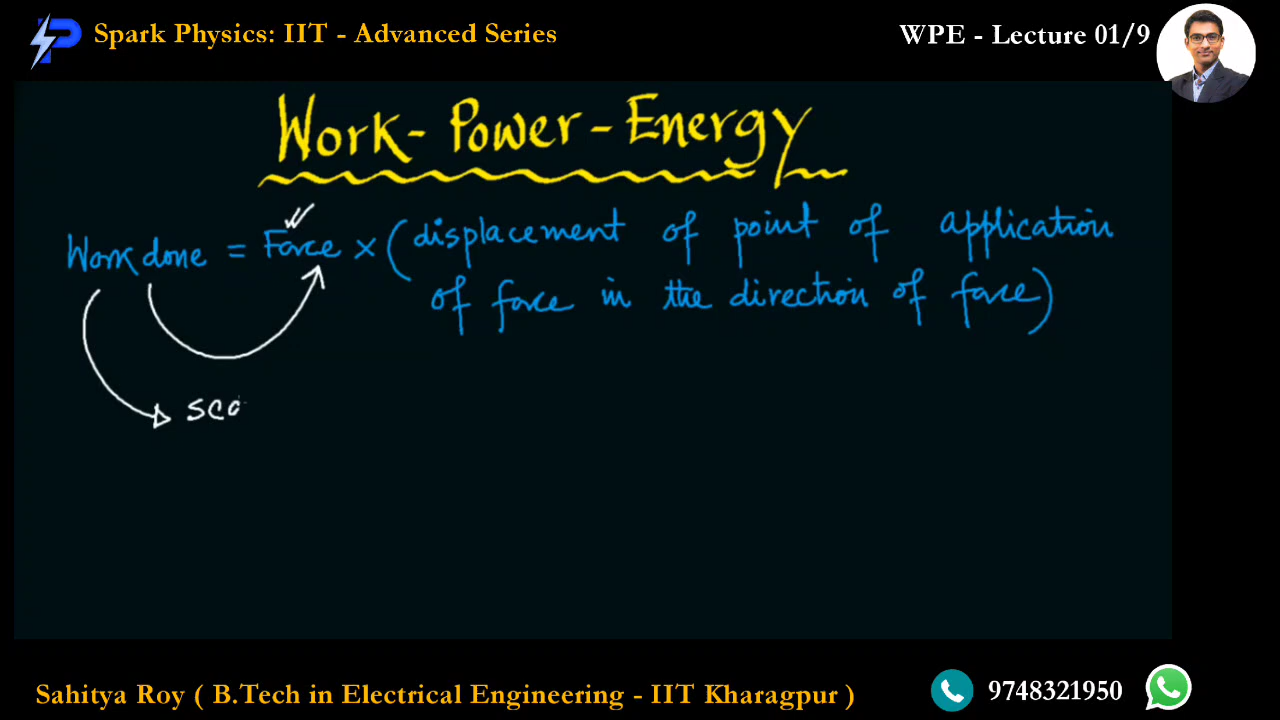 Spark Physics: IIT - Advanced Series
WPE - Lecture 01/9
Work - Power - Energy
Work done = Force × (displacement of point of application
of force in the direction of force)
sca
Sahitya Roy ( B.Tech in Electrical Engineering - IIT Kharagpur )
9748321950